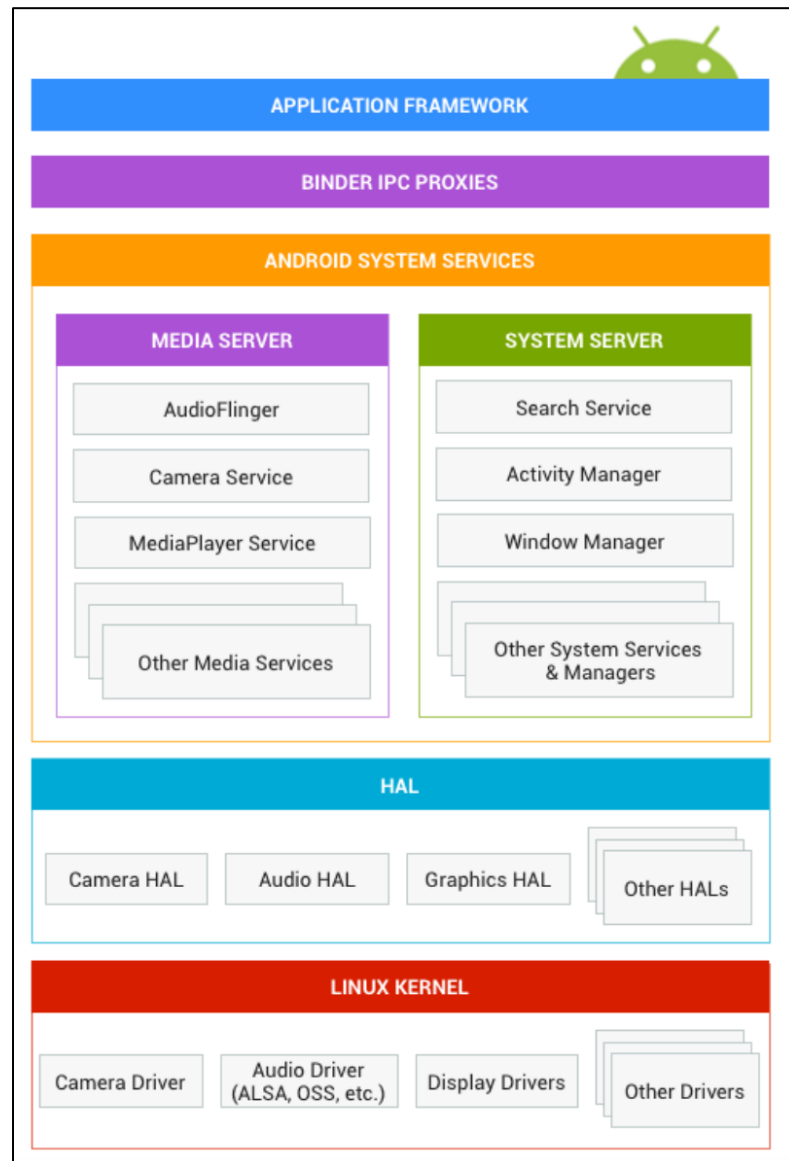 APPLICATION FRAMEWORK
BINDER IPC PROXIES
ANDROID SYSTEM SERVICES
MEDIA SERVER
AudioFlinger
Camera Service
MediaPlayer Service
Other Media Services
SYSTEM SERVER
Search Service
Activity Manager
Window Manager
Other System Services
& Managers
HAL
Camera HAL
Audio HAL
Graphics HAL
Other HALs
LINUX KERNEL
Camera Driver
Audio Driver
(ALSA, OSS, etc.)
Display Drivers
Other Drivers